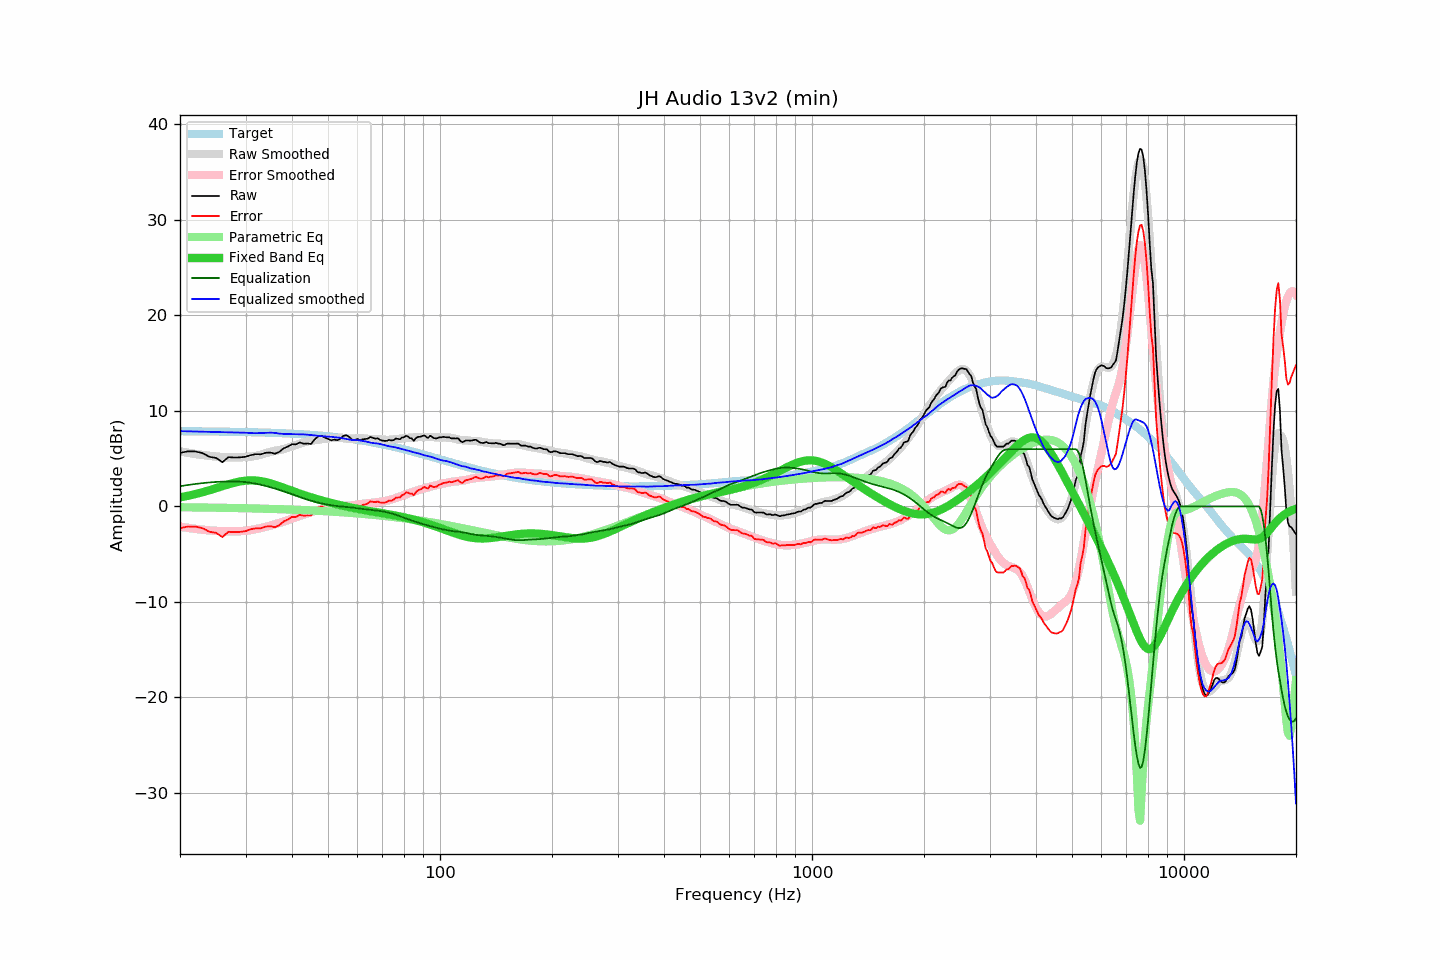 JH Audio 13v2 (min)
40
30
20
10
0
−10
−20
−30
Amplitude (dBr)
Target
Raw Smoothed
Error Smoothed
Raw
Error
Parametric Eq
Fixed Band Eq
Equalization
Equalized smoothed
100
1000
10000
Frequency (Hz)